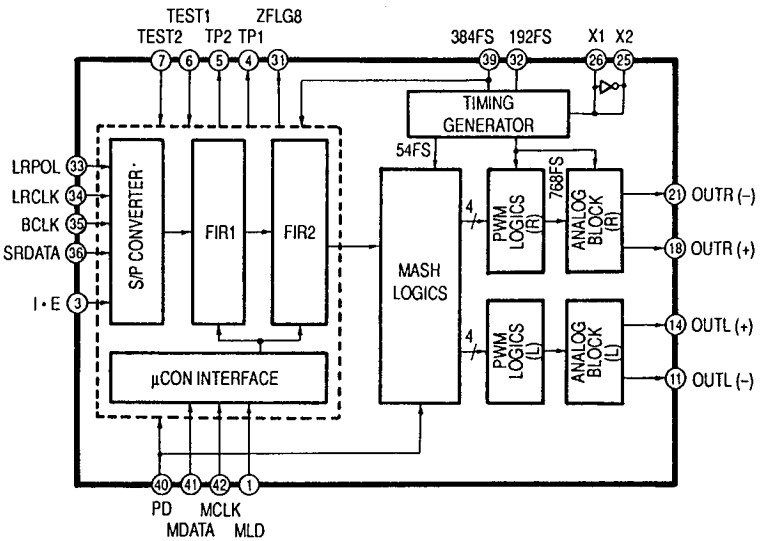 TEST1 ZFLG8
TEST2 TP2 TP1 384FS 192FS X1 X2
7 6 5 4 31 39 32 26 25
TIMING
GENERATOR
54FS
768FS
LRPOL 33
LRCLK 34
BCLK 35
SRDATA 36
I・E 3
S/P CONVERTER・
FIR1
FIR2
MASH
LOGICS
4
PWM
LOGICS
(R)
ANALOG
BLOCK
(R)
21 OUTR (−)
18 OUTR (+)
4
PWM
LOGICS
(L)
ANALOG
BLOCK
(L)
14 OUTL (+)
11 OUTL (−)
μCON INTERFACE
40 41 42 1
PD MCLK
MDATA MLD